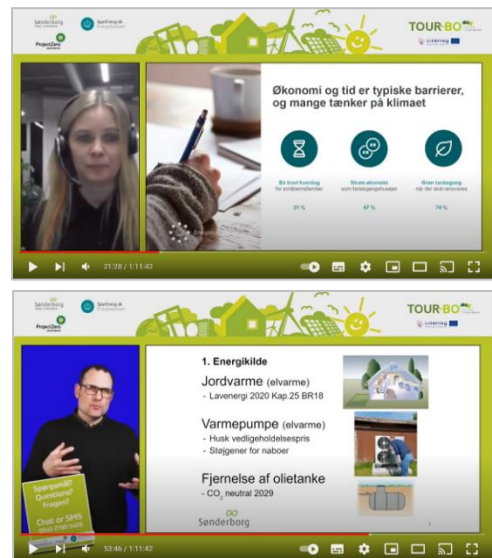 Sønderborg
SparEnergi.dk
ProjectZero
TOUR-BO
Økonomi og tid er typiske barrierer,
og mange tænker på klimaet
En travl hverdag
for småbørnsfamilier
Stram økonomi
som førstegangshusejer
Grøn tankegang
når der skal renoveres
21 %
47 %
74 %
21:28 / 1:11:42
Sønderborg
SparEnergi.dk
ProjectZero
TOUR-BO
1. Energikilde
Jordvarme (elvarme)
- Lavenergi 2020 Kap.25 BR18
Varmepumpe (elvarme)
- Husk vedligeholdelsespris
- Støjgener for naboer
Fjernelse af olietanke
- CO2 neutral 2029
Sønderborg
Spørgsmål?
Questions?
Fragen?
Chat or SMS
53:46 / 1:11:42